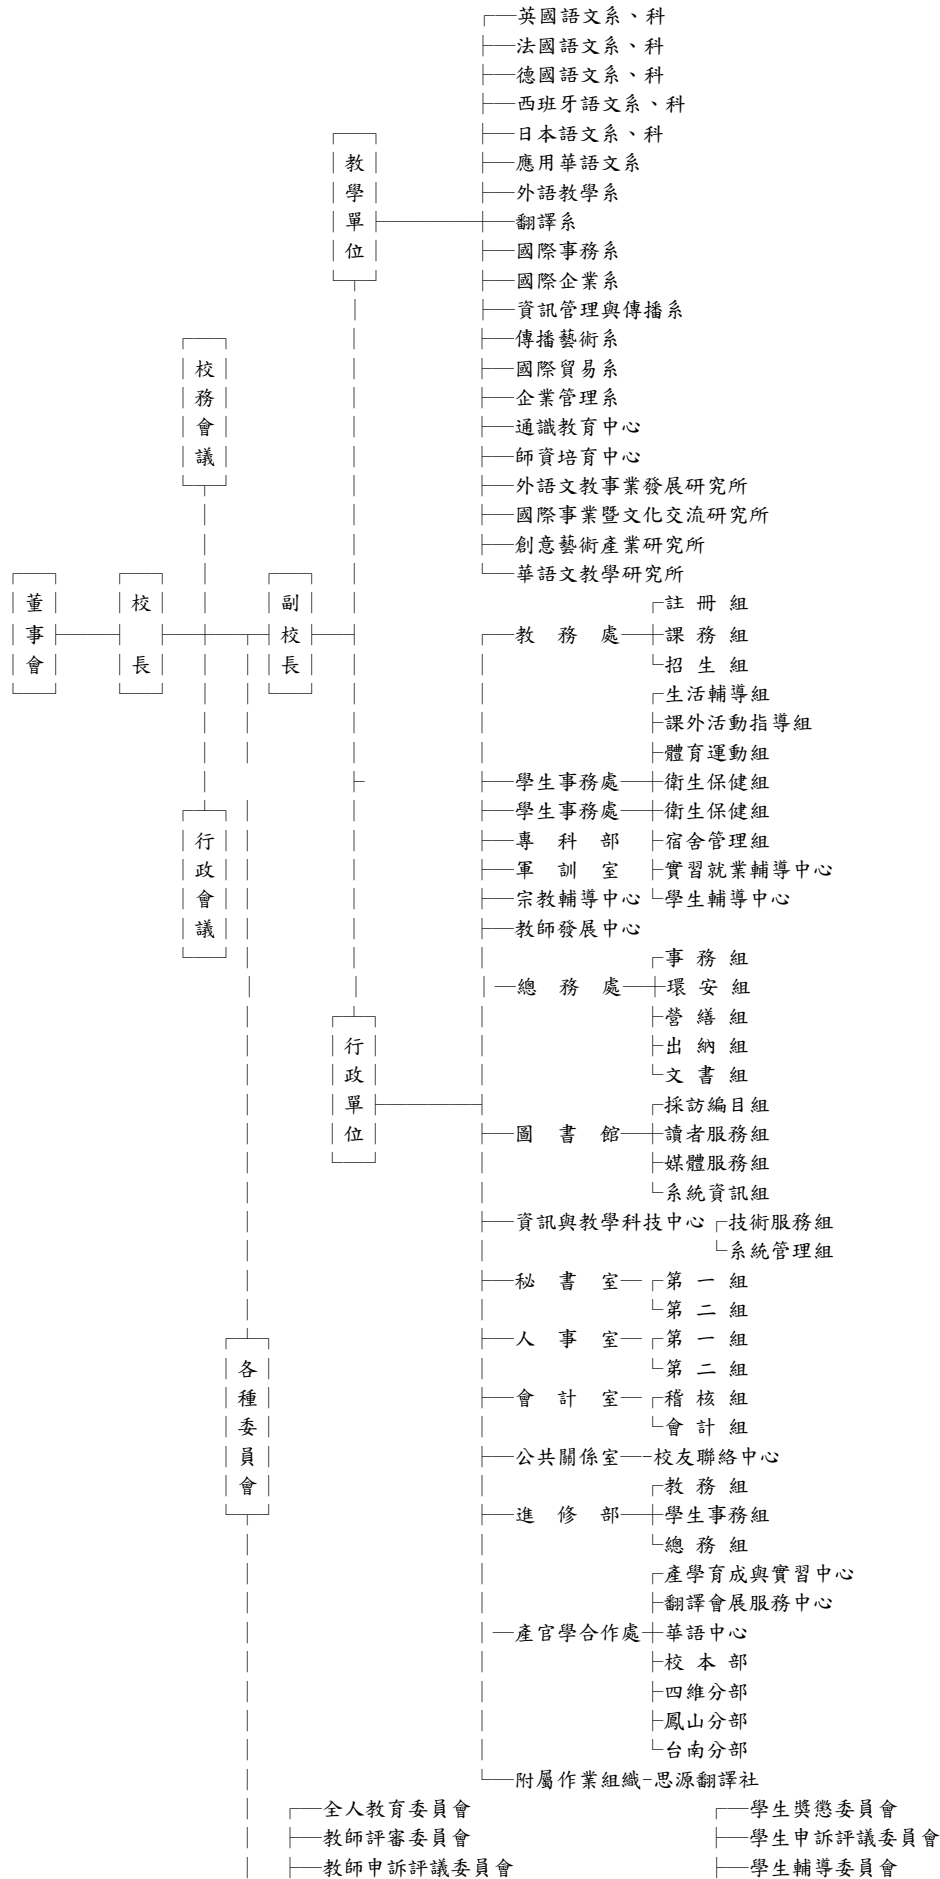 英國語文系、科
法國語文系、科
德國語文系、科
西班牙語文系、科
日本語文系、科
教學單位
應用華語文系
外語教學系
翻譯系
國際事務系
國際企業系
資訊管理與傳播系
傳播藝術系
校務會議
國際貿易系
企業管理系
通識教育中心
師資培育中心
外語文教事業發展研究所
國際事業暨文化交流研究所
創意藝術產業研究所
華語文教學研究所
董事會
校長
副校長
教務處
註冊組
課務組
招生組
生活輔導組
課外活動指導組
體育運動組
學生事務處 衛生保健組
學生事務處 衛生保健組
行政會議
專科部 宿舍管理組
軍訓室 實習就業輔導中心
宗教輔導中心 學生輔導中心
教師發展中心
事務組
總務處 環安組
營繕組
出納組
文書組
行政單位
採訪編目組
圖書館 讀者服務組
媒體服務組
系統資訊組
資訊與教學科技中心 技術服務組
系統管理組
秘書室 第一組
第二組
人事室 第一組
第二組
各種委員會
會計室 稽核組
會計組
公共關係室 校友聯絡中心
教務組
進修部 學生事務組
總務組
產學育成與實習中心
翻譯會展服務中心
產官學合作處 華語中心
校本部
四維分部
鳳山分部
台南分部
附屬作業組織-思源翻譯社
全人教育委員會 學生獎懲委員會
教師評審委員會 學生申訴評議委員會
教師申訴評議委員會 學生輔導委員會